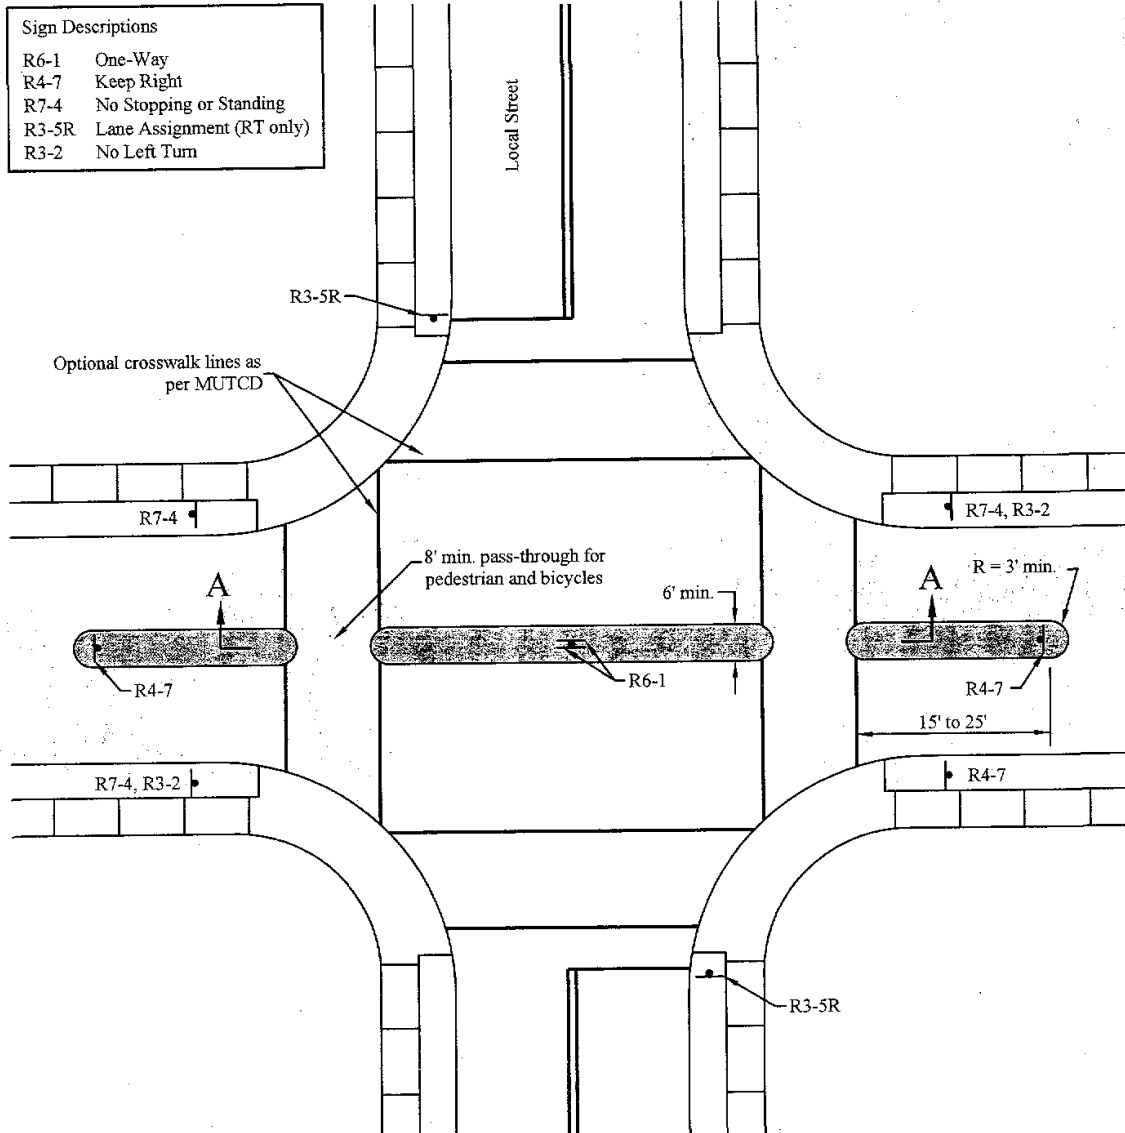 Sign Descriptions
R6-1 One-Way
R4-7 Keep Right
R7-4 No Stopping or Standing
R3-5R Lane Assignment (RT only)
R3-2 No Left Turn
Local Street
R3-5R
Optional crosswalk lines as
per MUTCD
R7-4
R7-4, R3-2
8' min. pass-through for
pedestrian and bicycles
A
6' min.
A
R = 3' min.
R4-7
R6-1
R4-7
15' to 25'
R7-4, R3-2
R4-7
R3-5R